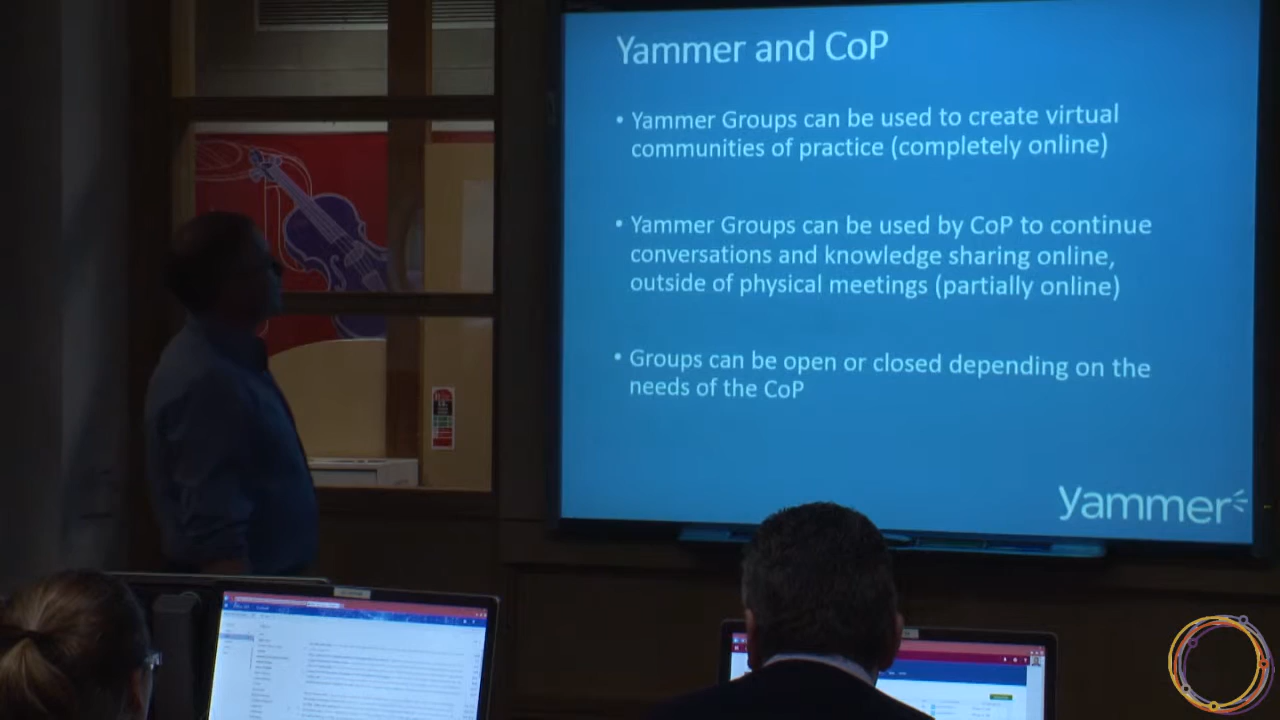 Yammer and CoP
• Yammer Groups can be used to create virtual
communities of practice (completely online)
• Yammer Groups can be used by CoP to continue
conversations and knowledge sharing online,
outside of physical meetings (partially online)
• Groups can be open or closed depending on the
needs of the CoP
yammer